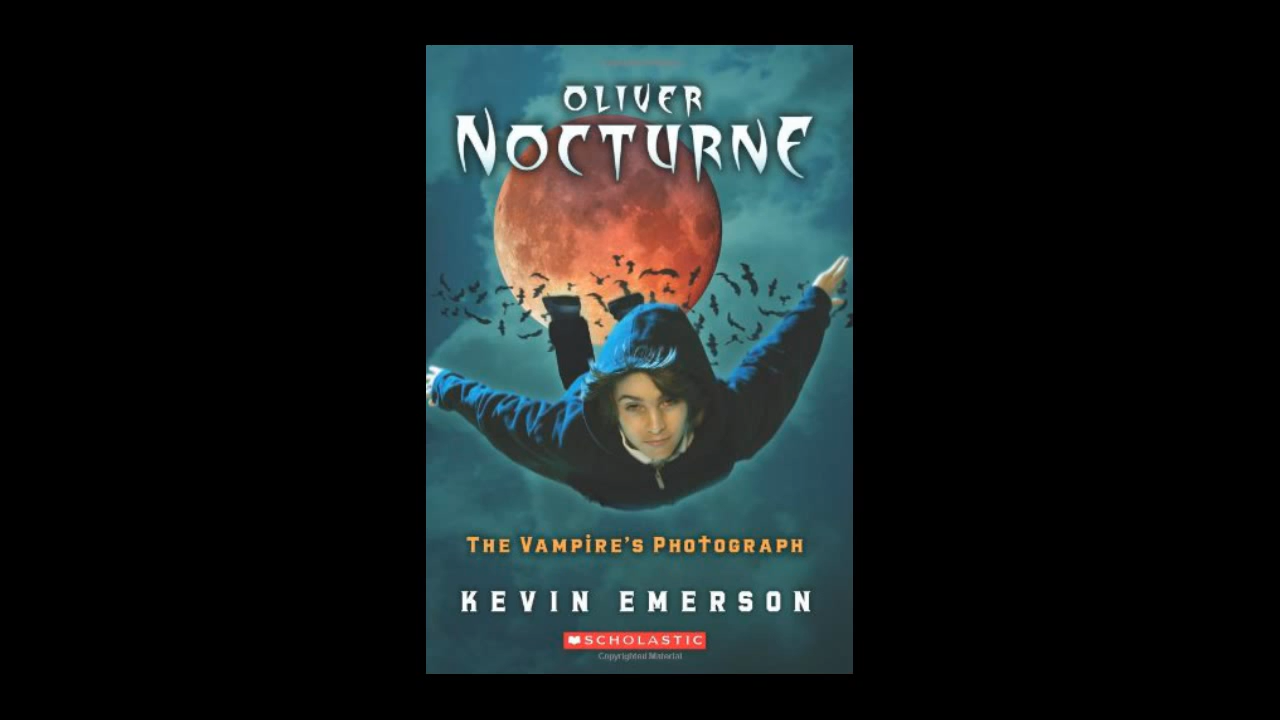 OLIVER
NOCTURNE
THE VAMPIRE'S PHOTOGRAPH
KEVIN EMERSON
SCHOLASTIC
Copyrighted Material